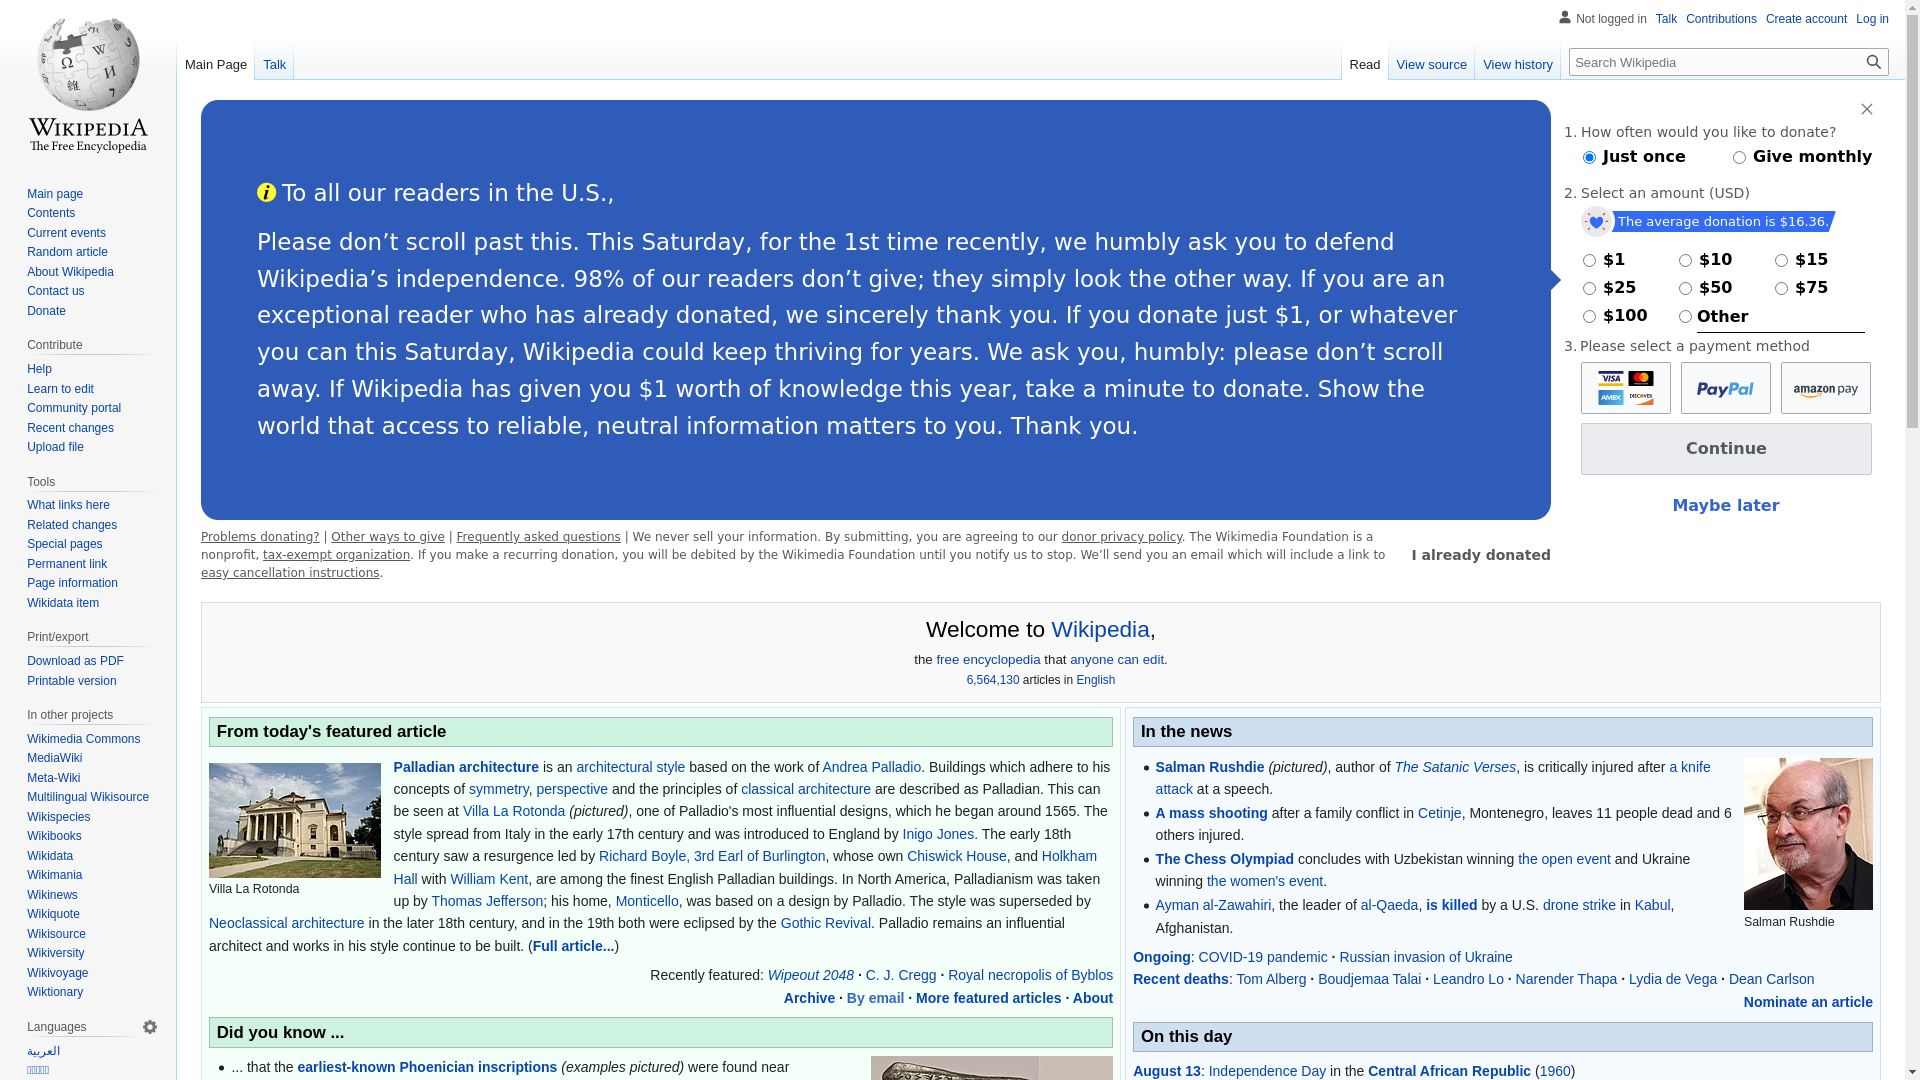 Not logged in Talk Contributions Create account Log in
Main Page Talk Read View source View history Search Wikipedia
WIKIPEDIA
The Free Encyclopedia
Main page
Contents
Current events
Random article
About Wikipedia
Contact us
Donate
Contribute
Help
Learn to edit
Community portal
Recent changes
Upload file
Tools
What links here
Related changes
Special pages
Permanent link
Page information
Wikidata item
Print/export
Download as PDF
Printable version
In other projects
Wikimedia Commons
MediaWiki
Meta-Wiki
Multilingual Wikisource
Wikispecies
Wikibooks
Wikidata
Wikimania
Wikinews
Wikiquote
Wikisource
Wikiversity
Wikivoyage
Wiktionary
Languages
العربية
To all our readers in the U.S.,
Please don’t scroll past this. This Saturday, for the 1st time recently, we humbly ask you to defend
Wikipedia’s independence. 98% of our readers don’t give; they simply look the other way. If you are an
exceptional reader who has already donated, we sincerely thank you. If you donate just $1, or whatever
you can this Saturday, Wikipedia could keep thriving for years. We ask you, humbly: please don’t scroll
away. If Wikipedia has given you $1 worth of knowledge this year, take a minute to donate. Show the
world that access to reliable, neutral information matters to you. Thank you.
1. How often would you like to donate?
Just once Give monthly
2. Select an amount (USD)
The average donation is $16.36.
$1 $10 $15
$25 $50 $75
$100 Other
3. Please select a payment method
VISA AMEX DISCOVER PayPal amazon pay
Continue
Maybe later
Problems donating? | Other ways to give | Frequently asked questions | We never sell your information. By submitting, you are agreeing to our donor privacy policy. The Wikimedia Foundation is a
nonprofit, tax-exempt organization. If you make a recurring donation, you will be debited by the Wikimedia Foundation until you notify us to stop. We’ll send you an email which will include a link to
easy cancellation instructions.
I already donated
Welcome to Wikipedia,
the free encyclopedia that anyone can edit.
6,564,130 articles in English
From today's featured article
Palladian architecture is an architectural style based on the work of Andrea Palladio. Buildings which adhere to his
concepts of symmetry, perspective and the principles of classical architecture are described as Palladian. This can
be seen at Villa La Rotonda (pictured), one of Palladio's most influential designs, which he began around 1565. The
style spread from Italy in the early 17th century and was introduced to England by Inigo Jones. The early 18th
century saw a resurgence led by Richard Boyle, 3rd Earl of Burlington, whose own Chiswick House, and Holkham
Hall with William Kent, are among the finest English Palladian buildings. In North America, Palladianism was taken
up by Thomas Jefferson; his home, Monticello, was based on a design by Palladio. The style was superseded by
Neoclassical architecture in the later 18th century, and in the 19th both were eclipsed by the Gothic Revival. Palladio remains an influential
architect and works in his style continue to be built. (Full article...)
Villa La Rotonda
Recently featured: Wipeout 2048 · C. J. Cregg · Royal necropolis of Byblos
Archive · By email · More featured articles · About
Did you know ...
... that the earliest-known Phoenician inscriptions (examples pictured) were found near
In the news
Salman Rushdie (pictured), author of The Satanic Verses, is critically injured after a knife
attack at a speech.
A mass shooting after a family conflict in Cetinje, Montenegro, leaves 11 people dead and 6
others injured.
The Chess Olympiad concludes with Uzbekistan winning the open event and Ukraine
winning the women's event.
Ayman al-Zawahiri, the leader of al-Qaeda, is killed by a U.S. drone strike in Kabul,
Afghanistan.
Salman Rushdie
Ongoing: COVID-19 pandemic · Russian invasion of Ukraine
Recent deaths: Tom Alberg · Boudjemaa Talai · Leandro Lo · Narender Thapa · Lydia de Vega · Dean Carlson
Nominate an article
On this day
August 13: Independence Day in the Central African Republic (1960)